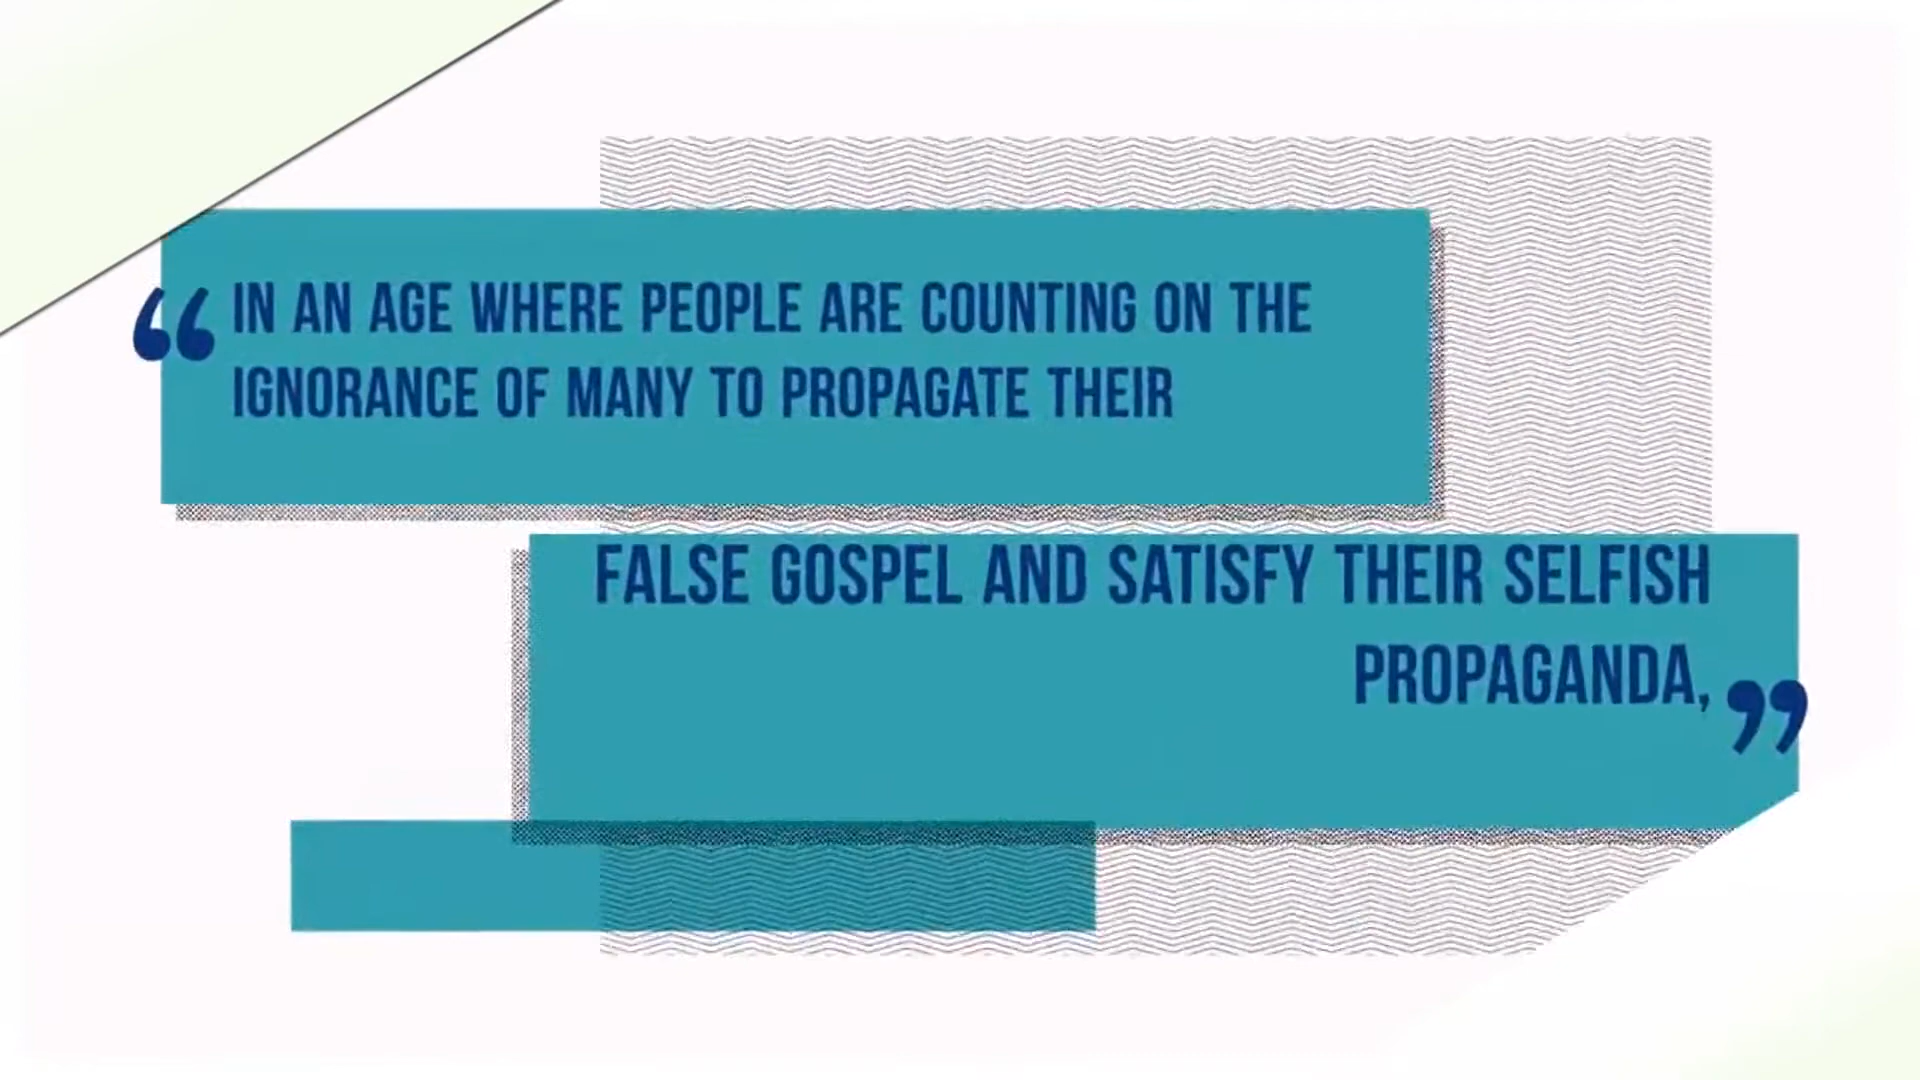 “IN AN AGE WHERE PEOPLE ARE COUNTING ON THE
IGNORANCE OF MANY TO PROPAGATE THEIR
FALSE GOSPEL AND SATISFY THEIR SELFISH
PROPAGANDA,”